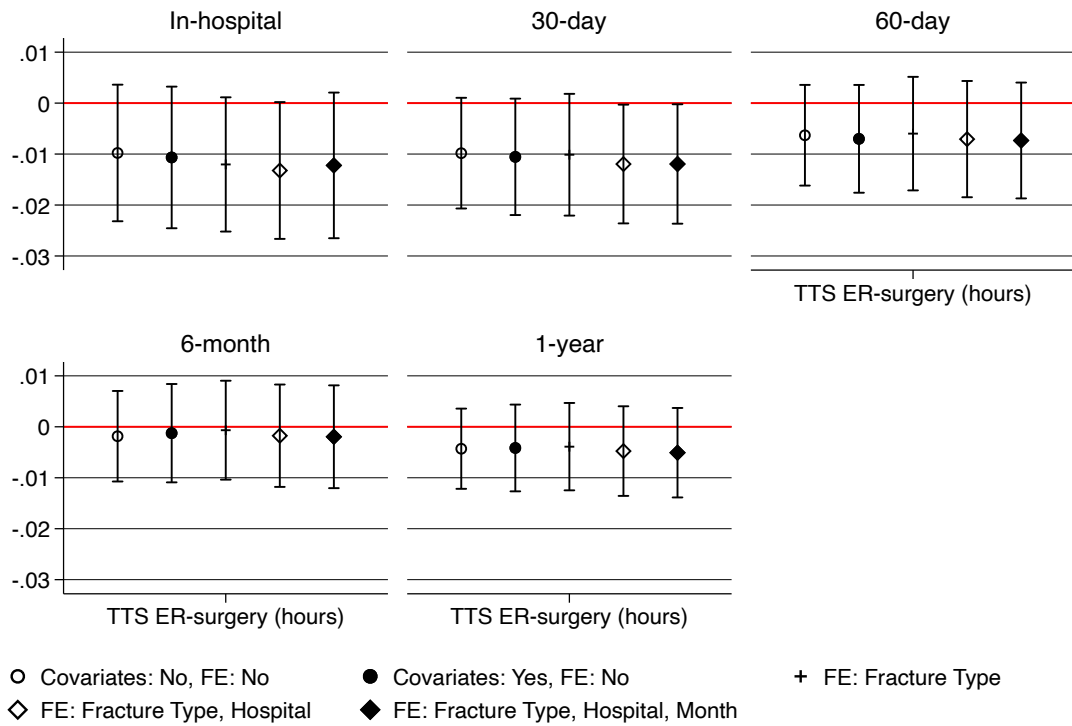 In-hospital 30-day 60-day
.01
0
-.01
-.02
-.03
TTS ER-surgery (hours)
6-month 1-year
.01
0
-.01
-.02
-.03
TTS ER-surgery (hours) TTS ER-surgery (hours)
Covariates: No, FE: No Covariates: Yes, FE: No FE: Fracture Type
FE: Fracture Type, Hospital FE: Fracture Type, Hospital, Month